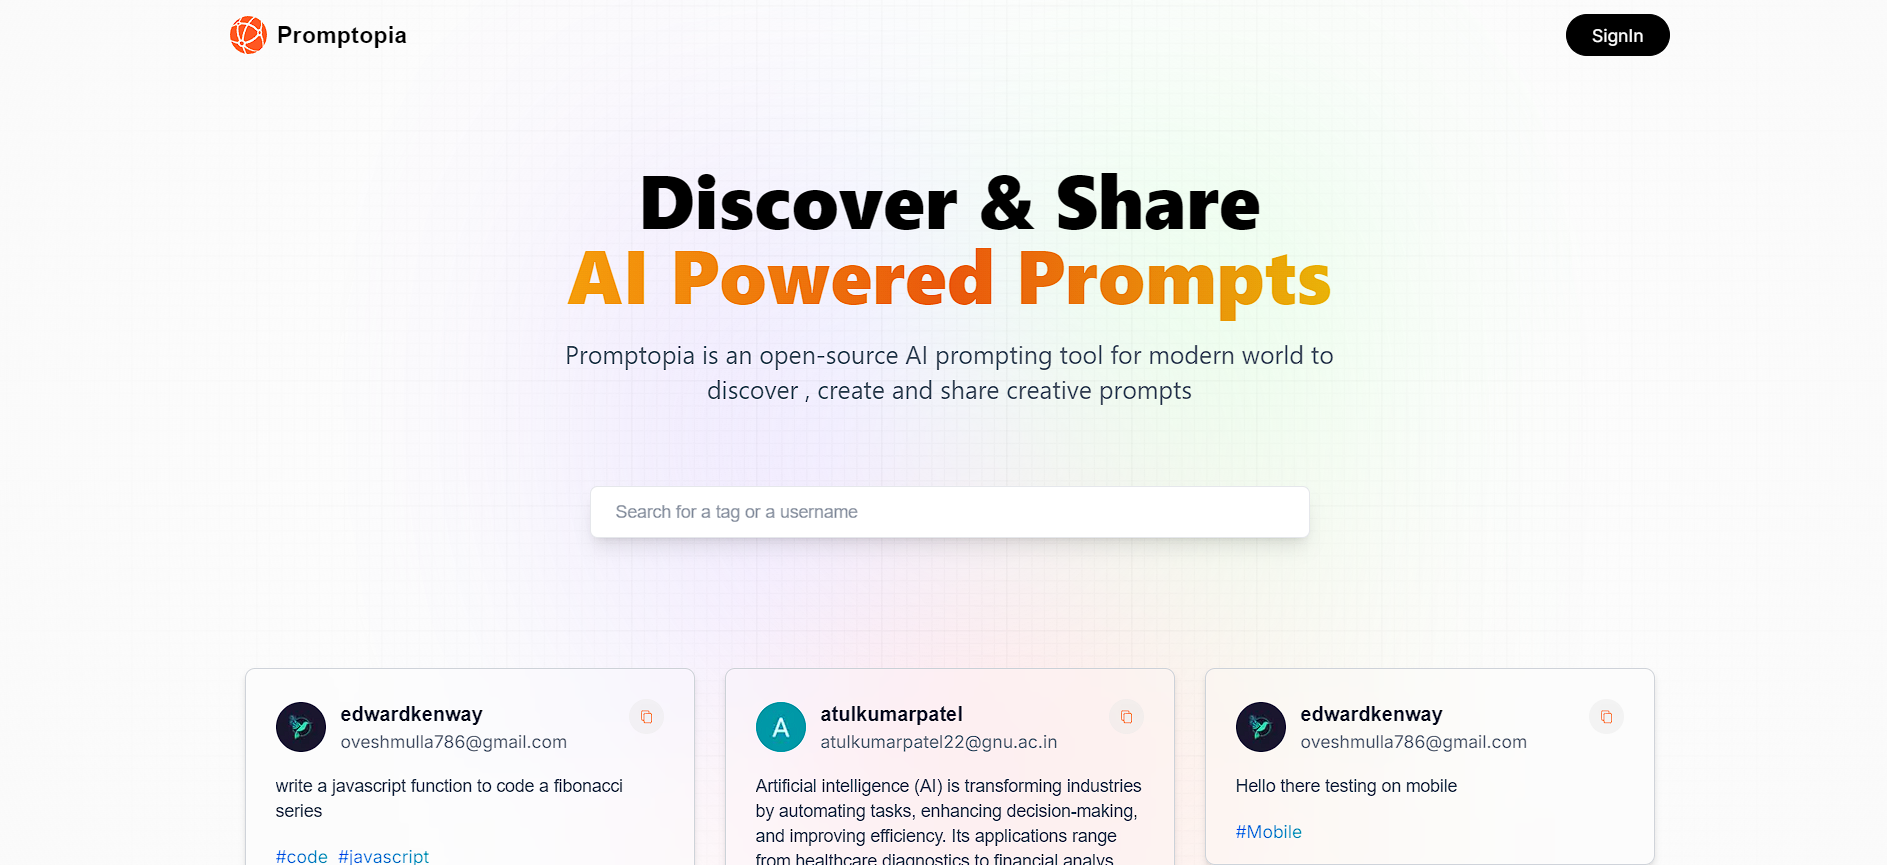 Promptopia
SignIn
Discover & Share
AI Powered Prompts
Promptopia is an open-source AI prompting tool for modern world to
discover , create and share creative prompts
Search for a tag or a username
edwardkenway
oveshmulla786@gmail.com
write a javascript function to code a fibonacci
series
#code #javascript
A
atulkumarpatel
atulkumarpatel22@gnu.ac.in
Artificial intelligence (AI) is transforming industries
by automating tasks, enhancing decision-making,
and improving efficiency. Its applications range
from healthcare diagnostics to financial analys
edwardkenway
oveshmulla786@gmail.com
Hello there testing on mobile
#Mobile